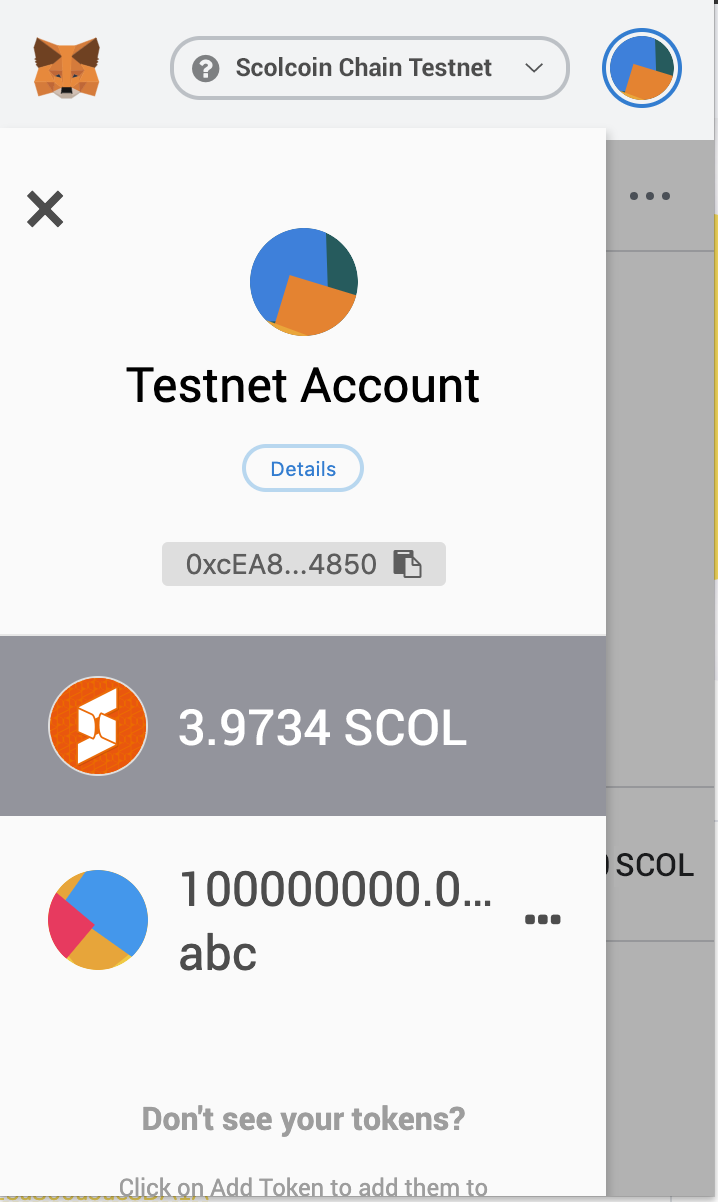 Scolcoin Chain Testnet
Testnet Account
Details
0xcEA8...4850
3.9734 SCOL
SCOL
100000000.0...
abc
Don't see your tokens?
Click on Add Token to add them to